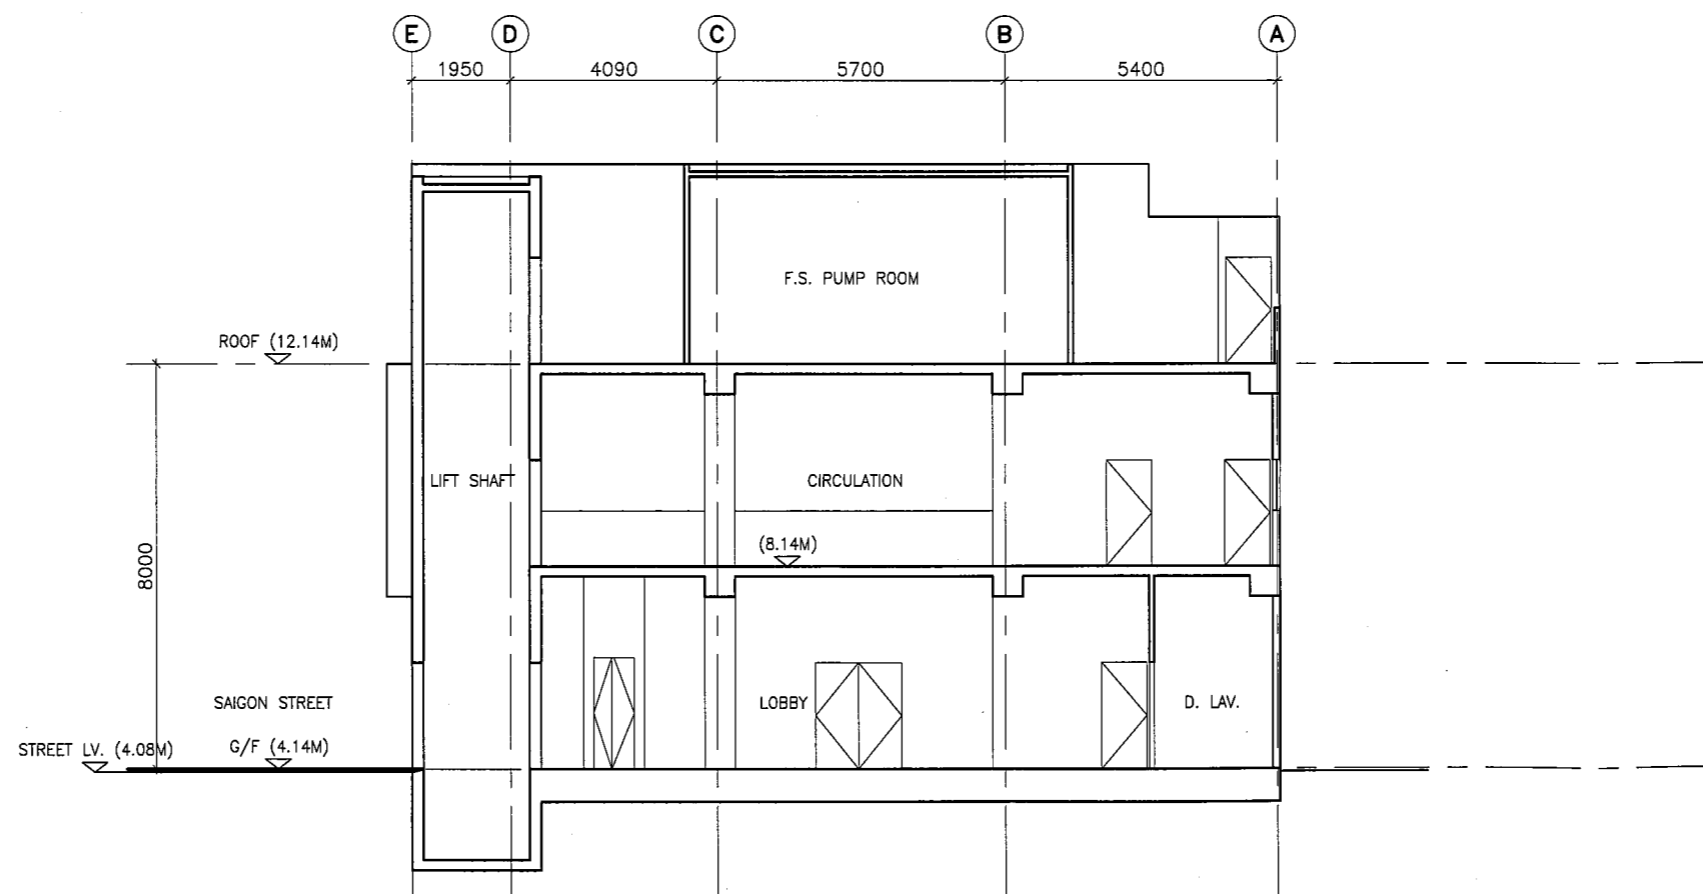 E D C B A
1950 4090 5700 5400
F.S. PUMP ROOM
ROOF (12.14M)
LIFT SHAFT
CIRCULATION
(8.14M)
8000
SAIGON STREET
LOBBY
D. LAV.
STREET LV. (4.08M)
G/F (4.14M)